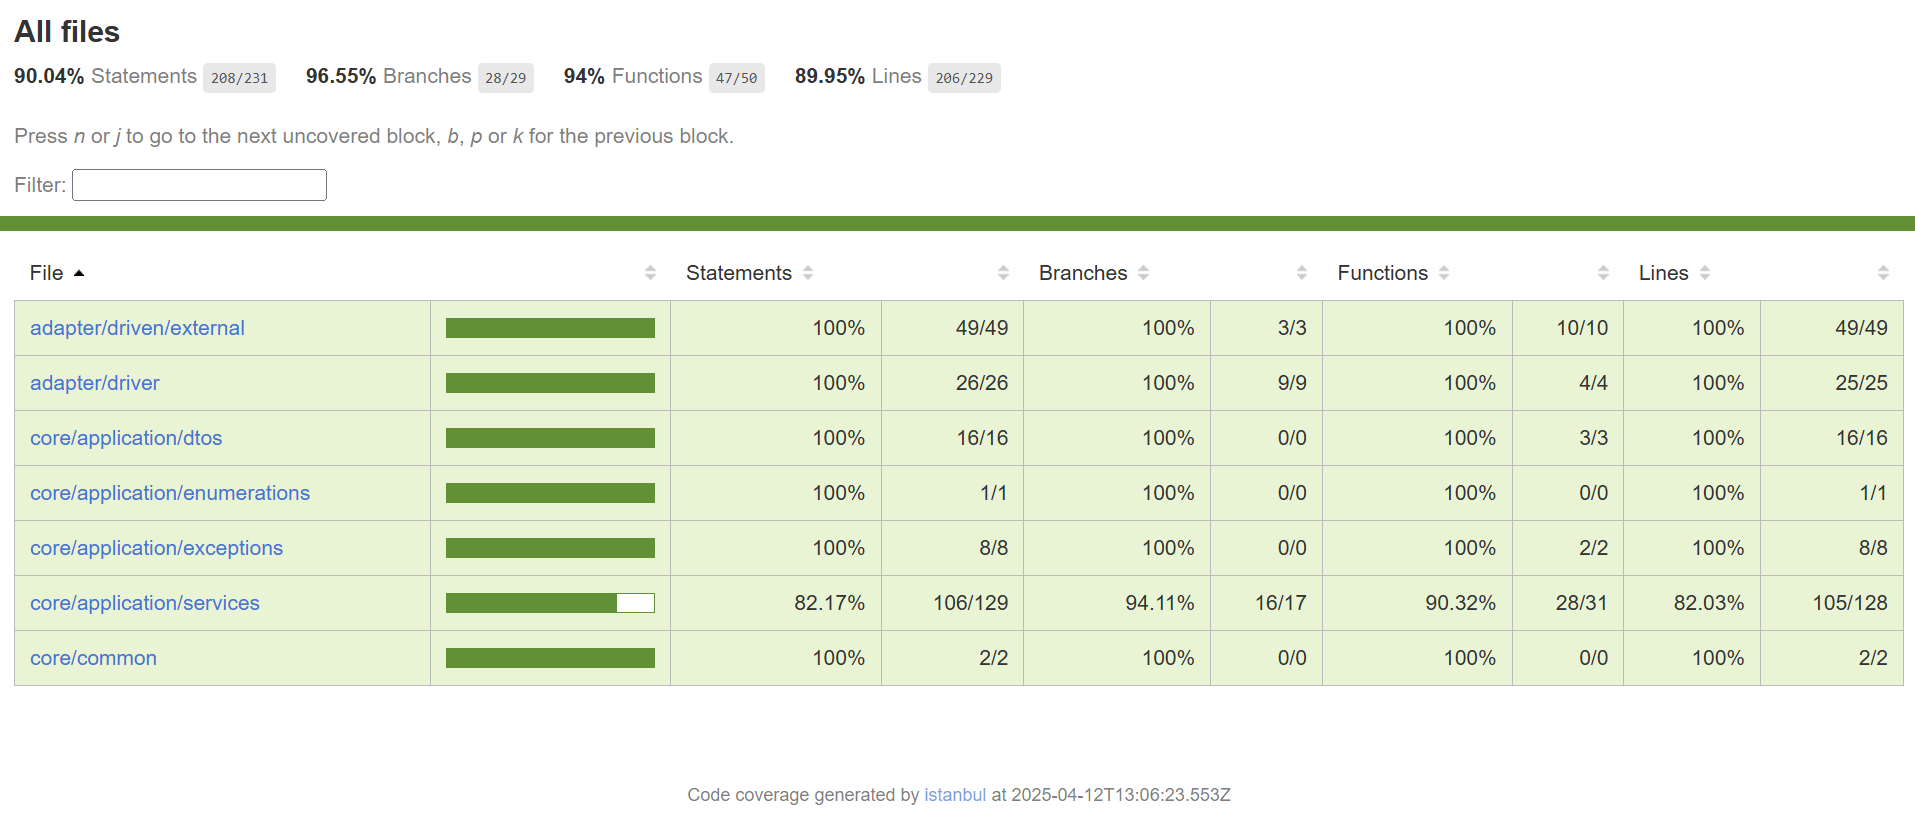 All files
90.04% Statements 208/231 96.55% Branches 28/29 94% Functions 47/50 89.95% Lines 206/229
Press n or j to go to the next uncovered block, b, p or k for the previous block.
Filter:
File Statements Branches Functions Lines
adapter/driven/external 100% 49/49 100% 3/3 100% 10/10 100% 49/49
adapter/driver 100% 26/26 100% 9/9 100% 4/4 100% 25/25
core/application/dtos 100% 16/16 100% 0/0 100% 3/3 100% 16/16
core/application/enumerations 100% 1/1 100% 0/0 100% 0/0 100% 1/1
core/application/exceptions 100% 8/8 100% 0/0 100% 2/2 100% 8/8
core/application/services 82.17% 106/129 94.11% 16/17 90.32% 28/31 82.03% 105/128
core/common 100% 2/2 100% 0/0 100% 0/0 100% 2/2
Code coverage generated by istanbul at 2025-04-12T13:06:23.553Z